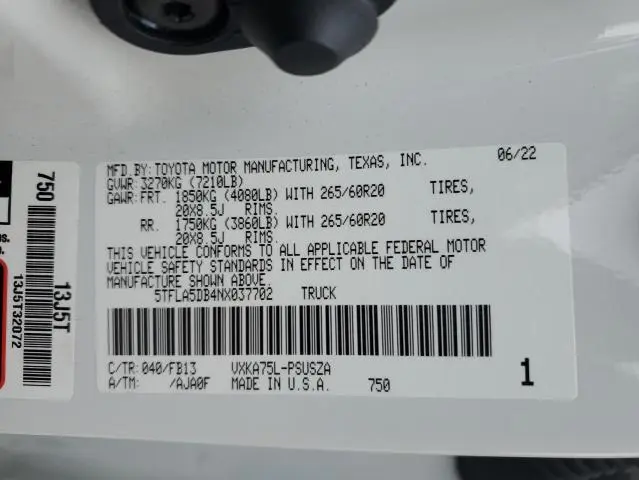 MFD.BY:TOYOTA MOTOR MANUFACTURING, TEXAS, INC. 06/22
GVWR:3270KG (7210LB)
GAWR:FRT. 1850KG (4080LB) WITH 265/60R20 TIRES,
20X8.5J RIMS.
RR. 1750KG (3860LB) WITH 265/60R20 TIRES,
20X8.5J RIMS.
THIS VEHICLE CONFORMS TO ALL APPLICABLE FEDERAL MOTOR
VEHICLE SAFETY STANDARDS IN EFFECT ON THE DATE OF
MANUFACTURE SHOWN ABOVE.
5TFLA5DB4NX037702 TRUCK
C/TR:040/FB13 VXKA75L-PSUSZA
A/TM: /AJA0F MADE IN U.S.A. 750 1
750 13J5T
13J5T32072